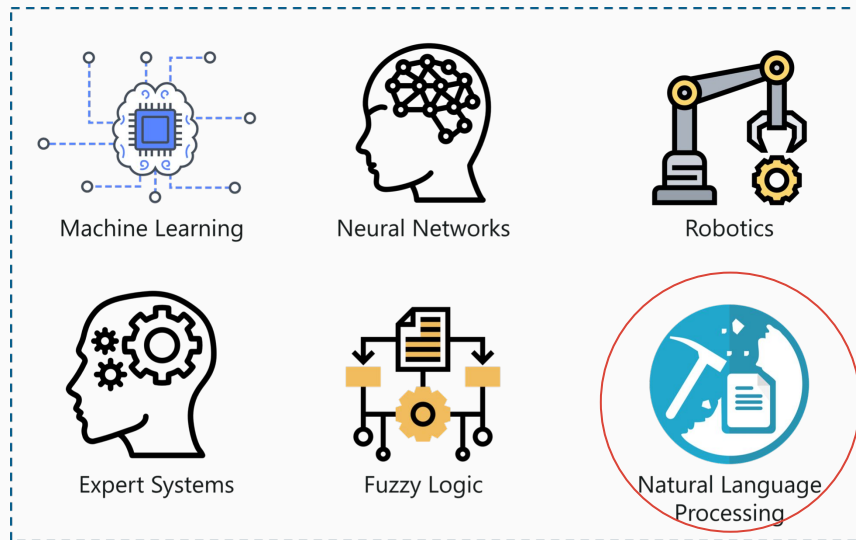 Machine Learning
Neural Networks
Robotics
Expert Systems
Fuzzy Logic
Natural Language
Processing